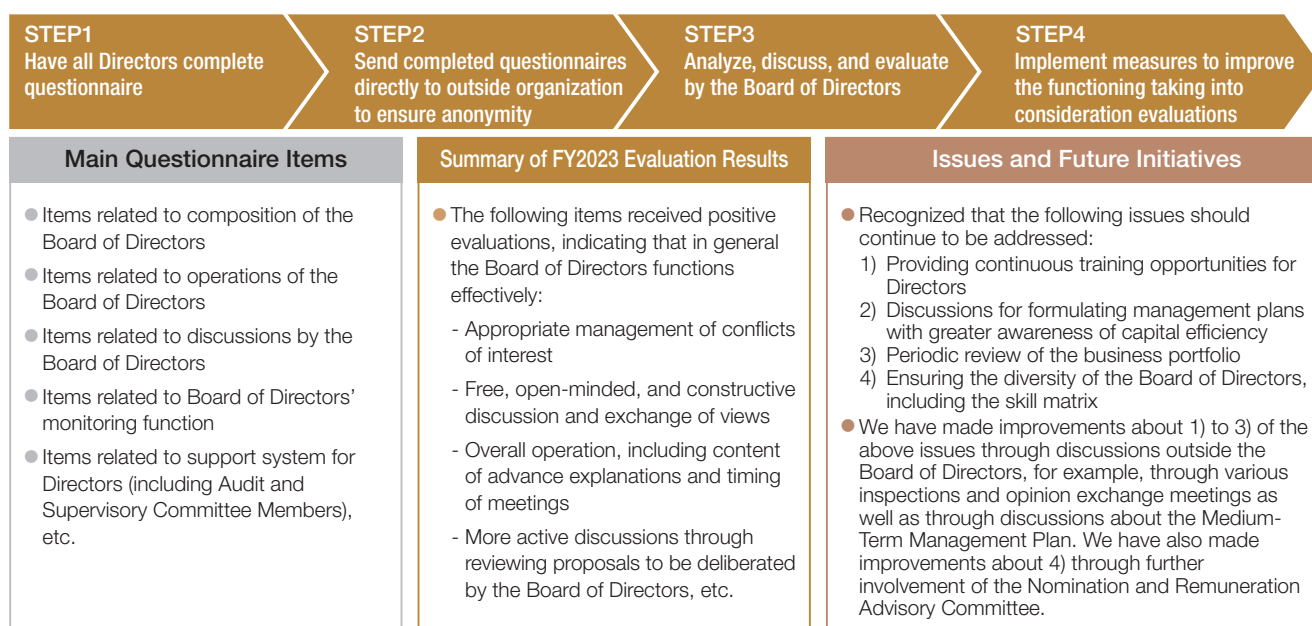 STEP1
Have all Directors complete
questionnaire
STEP2
Send completed questionnaires
directly to outside organization
to ensure anonymity
STEP3
Analyze, discuss, and evaluate
by the Board of Directors
STEP4
Implement measures to improve
the functioning taking into
consideration evaluations
Main Questionnaire Items
● Items related to composition of the
Board of Directors
● Items related to operations of the
Board of Directors
● Items related to discussions by the
Board of Directors
● Items related to Board of Directors'
monitoring function
● Items related to support system for
Directors (including Audit and
Supervisory Committee Members),
etc.
Summary of FY2023 Evaluation Results
● The following items received positive
evaluations, indicating that in general
the Board of Directors functions
effectively:
- Appropriate management of conflicts
of interest
- Free, open-minded, and constructive
discussion and exchange of views
- Overall operation, including content
of advance explanations and timing
of meetings
- More active discussions through
reviewing proposals to be deliberated
by the Board of Directors, etc.
Issues and Future Initiatives
● Recognized that the following issues should
continue to be addressed:
1) Providing continuous training opportunities for
Directors
2) Discussions for formulating management plans
with greater awareness of capital efficiency
3) Periodic review of the business portfolio
4) Ensuring the diversity of the Board of Directors,
including the skill matrix
● We have made improvements about 1) to 3) of the
above issues through discussions outside the
Board of Directors, for example, through various
inspections and opinion exchange meetings as
well as through discussions about the Medium-
Term Management Plan. We have also made
improvements about 4) through further
involvement of the Nomination and Remuneration
Advisory Committee.